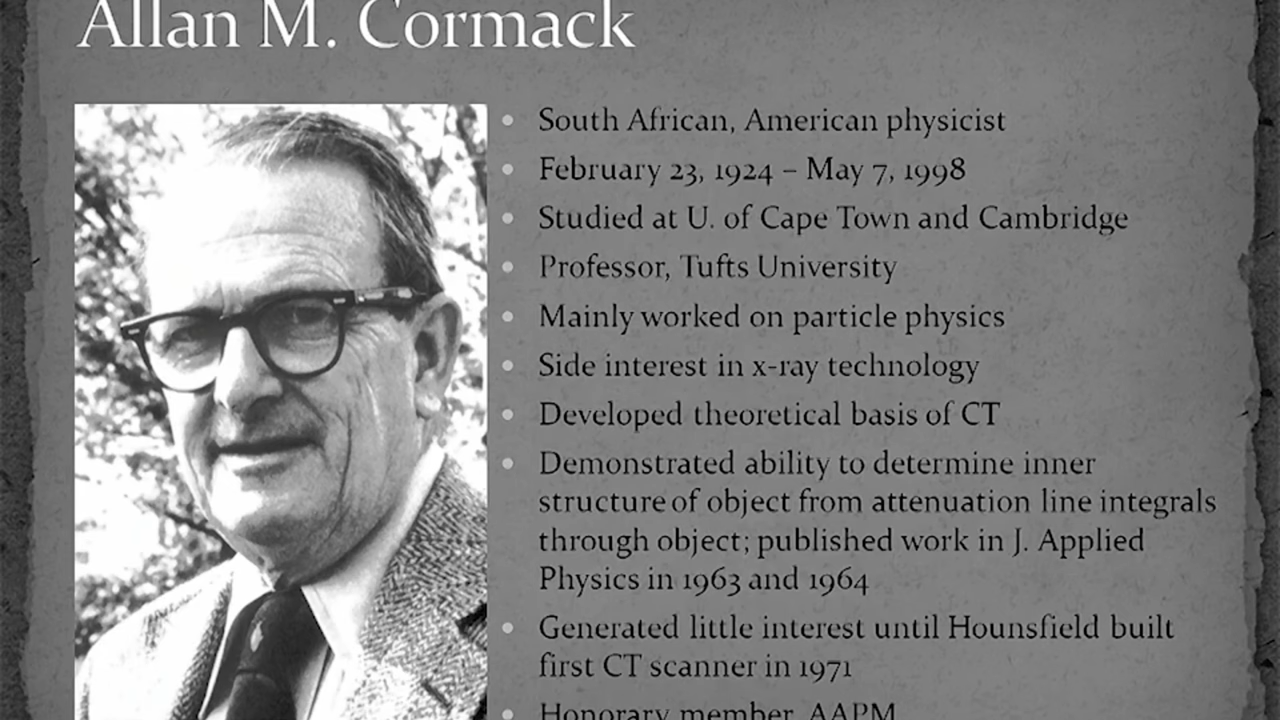 Allan M. Cormack
South African, American physicist
February 23, 1924 – May 7, 1998
Studied at U. of Cape Town and Cambridge
Professor, Tufts University
Mainly worked on particle physics
Side interest in x-ray technology
Developed theoretical basis of CT
Demonstrated ability to determine inner
structure of object from attenuation line integrals
through object; published work in J. Applied
Physics in 1963 and 1964
Generated little interest until Hounsfield built
first CT scanner in 1971
Honorary member, AAPM